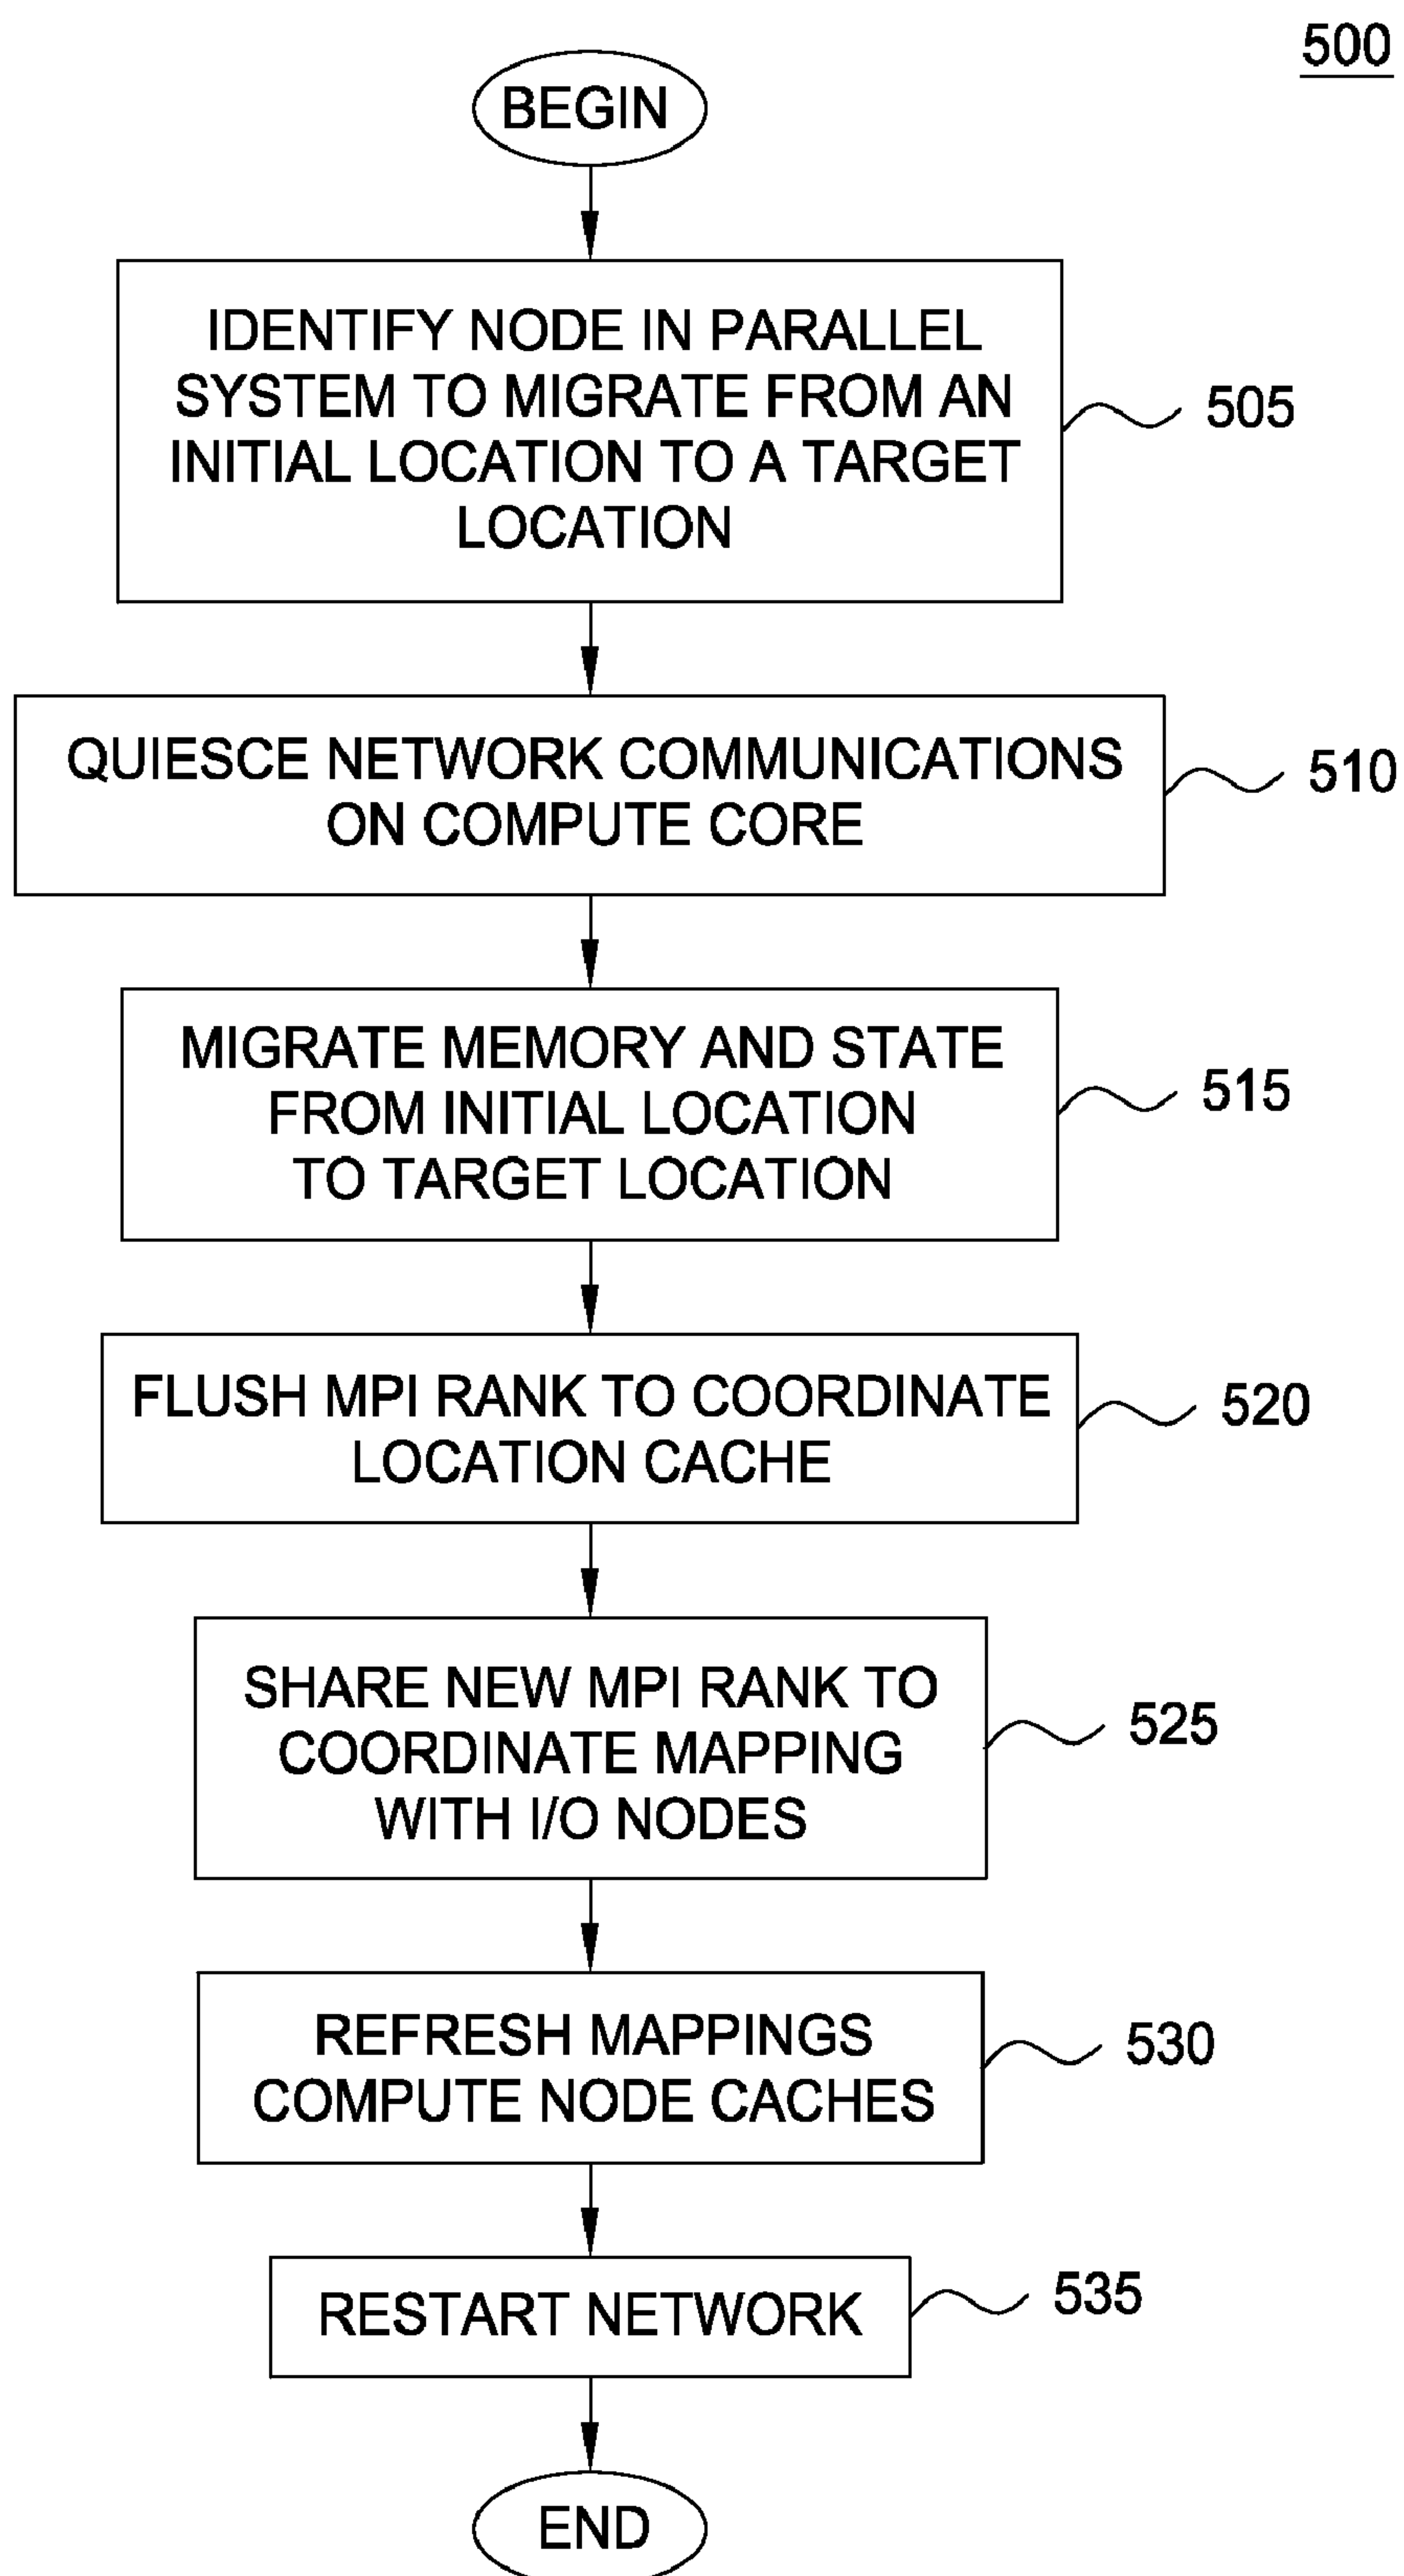 500
BEGIN
IDENTIFY NODE IN PARALLEL
SYSTEM TO MIGRATE FROM AN
INITIAL LOCATION TO A TARGET
LOCATION
505
QUIESCE NETWORK COMMUNICATIONS
ON COMPUTE CORE
510
MIGRATE MEMORY AND STATE
FROM INITIAL LOCATION
TO TARGET LOCATION
515
FLUSH MPI RANK TO COORDINATE
LOCATION CACHE
520
SHARE NEW MPI RANK TO
COORDINATE MAPPING
WITH I/O NODES
525
REFRESH MAPPINGS
COMPUTE NODE CACHES
530
RESTART NETWORK
535
END